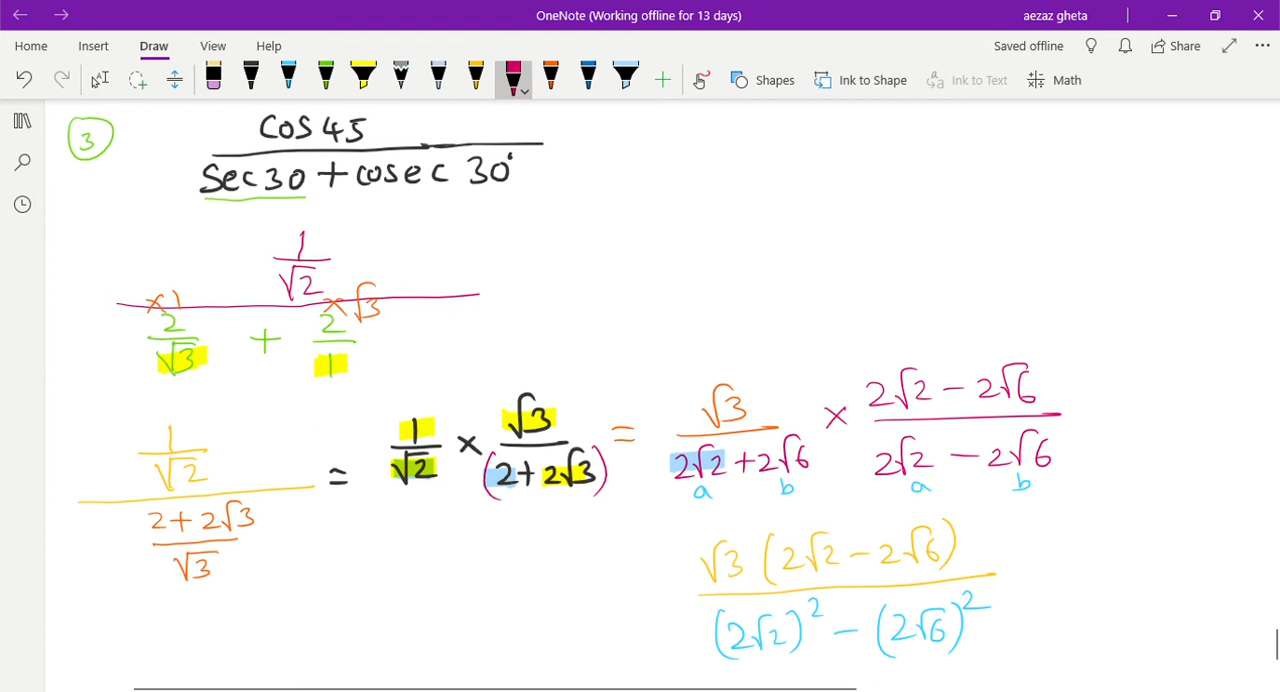 OneNote (Working offline for 13 days)
aezaz gheta
Home Insert Draw View Help
Saved offline Share
Shapes Ink to Shape Ink to Text Math
3
cos 45
sec 30 + cosec 30°
1
√2
×1 ×√3
2 + 2
√3 1
1
√2
2 + 2√3
√3
= 1/√2 × √3/(2 + 2√3) = √3/2√2 + 2√6 × 2√2 − 2√6/2√2 − 2√6
a b a b
√3 (2√2 − 2√6)
(2√2)² − (2√6)²